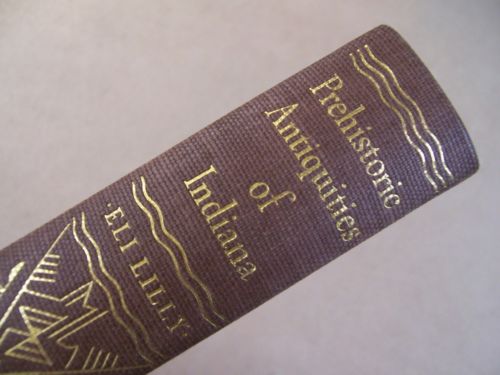 Prehistoric
Antiquities
of
Indiana
·ELI LILLY·